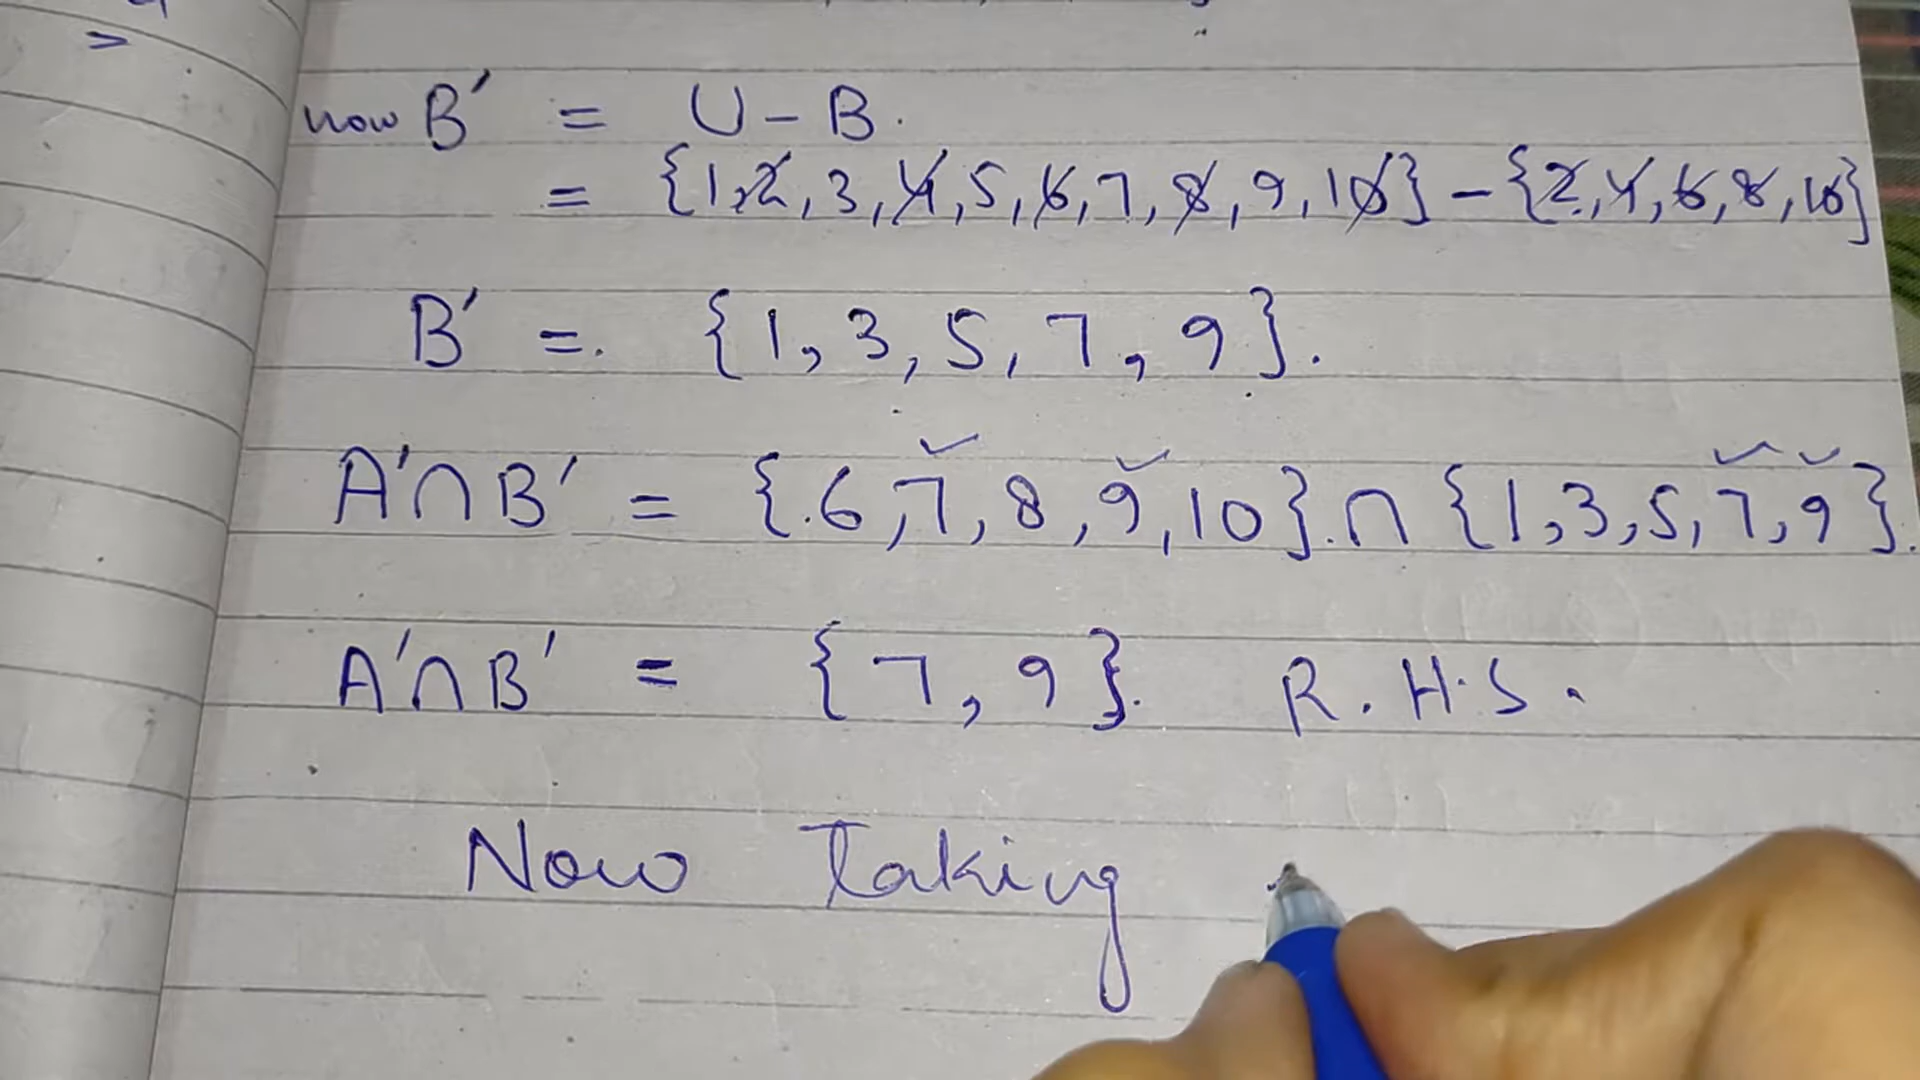 now B′ = U - B.
= {1,2,3,4,5,6,7,8,9,10} - {2,4,6,8,10}
B′ =. {1,3,5,7,9}.
A′∩B′ = {.6,7,8,9,10}.∩ {1,3,5,7,9}.
A′∩B′ = {7,9}. R.H.S.
Now Taking